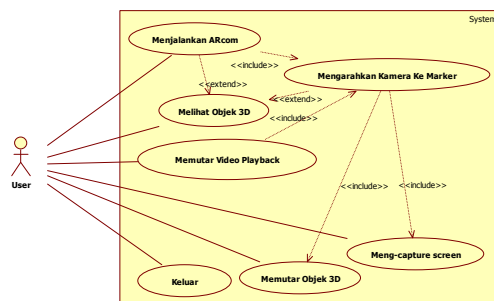 System
Menjalankan ARcom
<<include>>
Mengarahkan Kamera Ke Marker
<<extend>>
<<extend>>
Melihat Objek 3D
<<include>>
Memutar Video Playback
User
<<include>>
<<include>>
Meng-capture screen
Keluar
Memutar Objek 3D